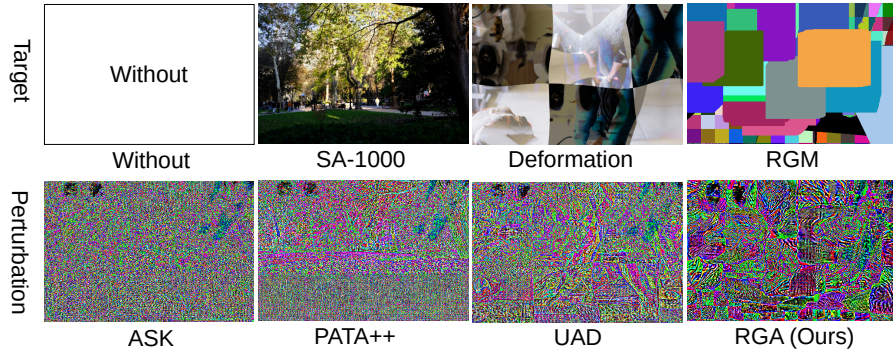 Target
Without
Without
SA-1000
Deformation
RGM
Perturbation
ASK
PATA++
UAD
RGA (Ours)